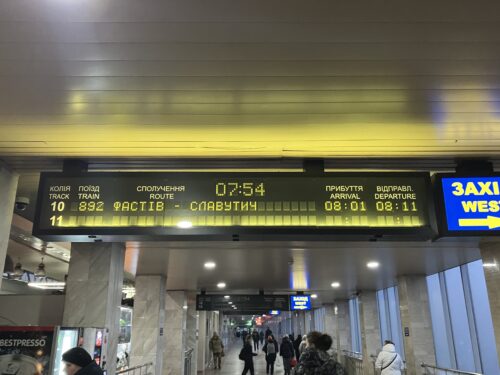 КОЛІЯ ПОЇЗД СПОЛУЧЕННЯ 07:54 ПРИБУТТЯ ВІДПРАВЛ.
TRACK TRAIN ROUTE ARRIVAL DEPARTURE
10 892 ФАСТІВ - СЛАВУТИЧ 08:01 08:11
11
ЗАХІД
WEST
BESTPRESSO